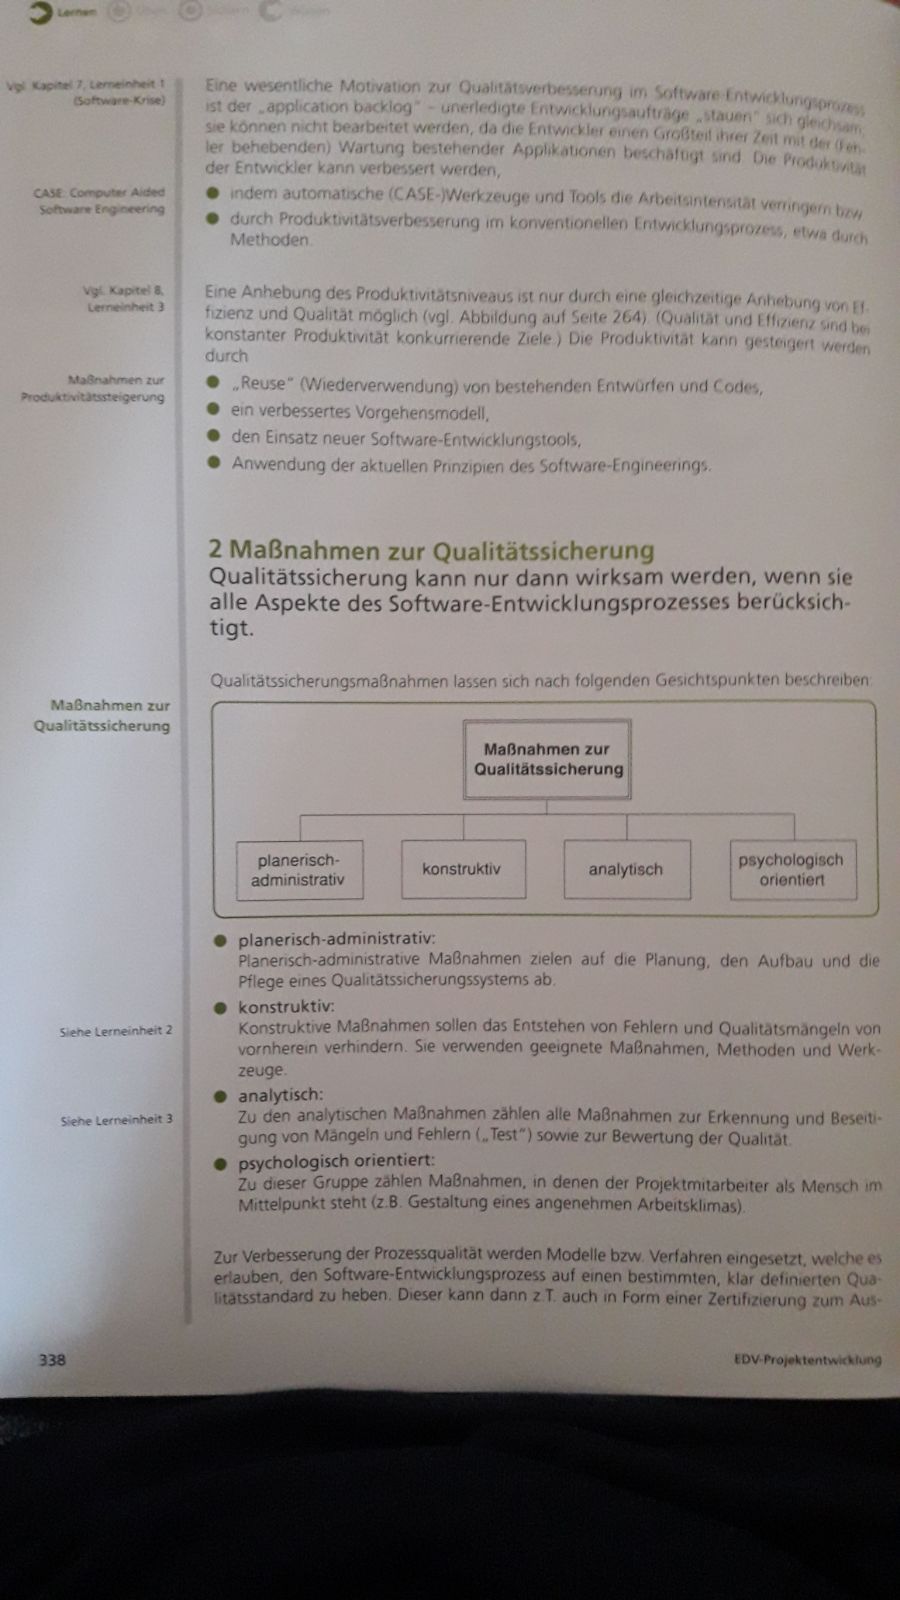 Lernen
Vgl. Kapitel 7, Lerneinheit 1
(Software-Krise)
Eine wesentliche Motivation zur Qualitätsverbesserung im Software-Entwicklungsprozess
ist der „application backlog“ – unerledigte Entwicklungsaufträge „stauen“ sich gleichsam;
sie können nicht bearbeitet werden, da die Entwickler einen Großteil ihrer Zeit mit der (Feh-
ler behebenden) Wartung bestehender Applikationen beschäftigt sind. Die Produktivität
der Entwickler kann verbessert werden,
CASE: Computer Aided
Software Engineering
● indem automatische (CASE-)Werkzeuge und Tools die Arbeitsintensität verringern bzw.
● durch Produktivitätsverbesserung im konventionellen Entwicklungsprozess, etwa durch
Methoden.
Vgl. Kapitel 8,
Lerneinheit 3
Eine Anhebung des Produktivitätsniveaus ist nur durch eine gleichzeitige Anhebung von Ef-
fizienz und Qualität möglich (vgl. Abbildung auf Seite 264). (Qualität und Effizienz sind bei
konstanter Produktivität konkurrierende Ziele.) Die Produktivität kann gesteigert werden
durch
Maßnahmen zur
Produktivitätssteigerung
● „Reuse“ (Wiederverwendung) von bestehenden Entwürfen und Codes,
● ein verbessertes Vorgehensmodell,
● den Einsatz neuer Software-Entwicklungstools,
● Anwendung der aktuellen Prinzipien des Software-Engineerings.
2 Maßnahmen zur Qualitätssicherung
Qualitätssicherung kann nur dann wirksam werden, wenn sie
alle Aspekte des Software-Entwicklungsprozesses berücksich-
tigt.
Qualitätssicherungsmaßnahmen lassen sich nach folgenden Gesichtspunkten beschreiben:
Maßnahmen zur
Qualitätssicherung
Maßnahmen zur
Qualitätssicherung
planerisch-
administrativ
konstruktiv
analytisch
psychologisch
orientiert
● planerisch-administrativ:
Planerisch-administrative Maßnahmen zielen auf die Planung, den Aufbau und die
Pflege eines Qualitätssicherungssystems ab.
● konstruktiv:
Siehe Lerneinheit 2
Konstruktive Maßnahmen sollen das Entstehen von Fehlern und Qualitätsmängeln von
vornherein verhindern. Sie verwenden geeignete Maßnahmen, Methoden und Werk-
zeuge.
● analytisch:
Siehe Lerneinheit 3
Zu den analytischen Maßnahmen zählen alle Maßnahmen zur Erkennung und Beseiti-
gung von Mängeln und Fehlern („Test“) sowie zur Bewertung der Qualität.
● psychologisch orientiert:
Zu dieser Gruppe zählen Maßnahmen, in denen der Projektmitarbeiter als Mensch im
Mittelpunkt steht (z.B. Gestaltung eines angenehmen Arbeitsklimas).
Zur Verbesserung der Prozessqualität werden Modelle bzw. Verfahren eingesetzt, welche es
erlauben, den Software-Entwicklungsprozess auf einen bestimmten, klar definierten Qua-
litätsstandard zu heben. Dieser kann dann z.T. auch in Form einer Zertifizierung zum Aus-
338
EDV-Projektentwicklung